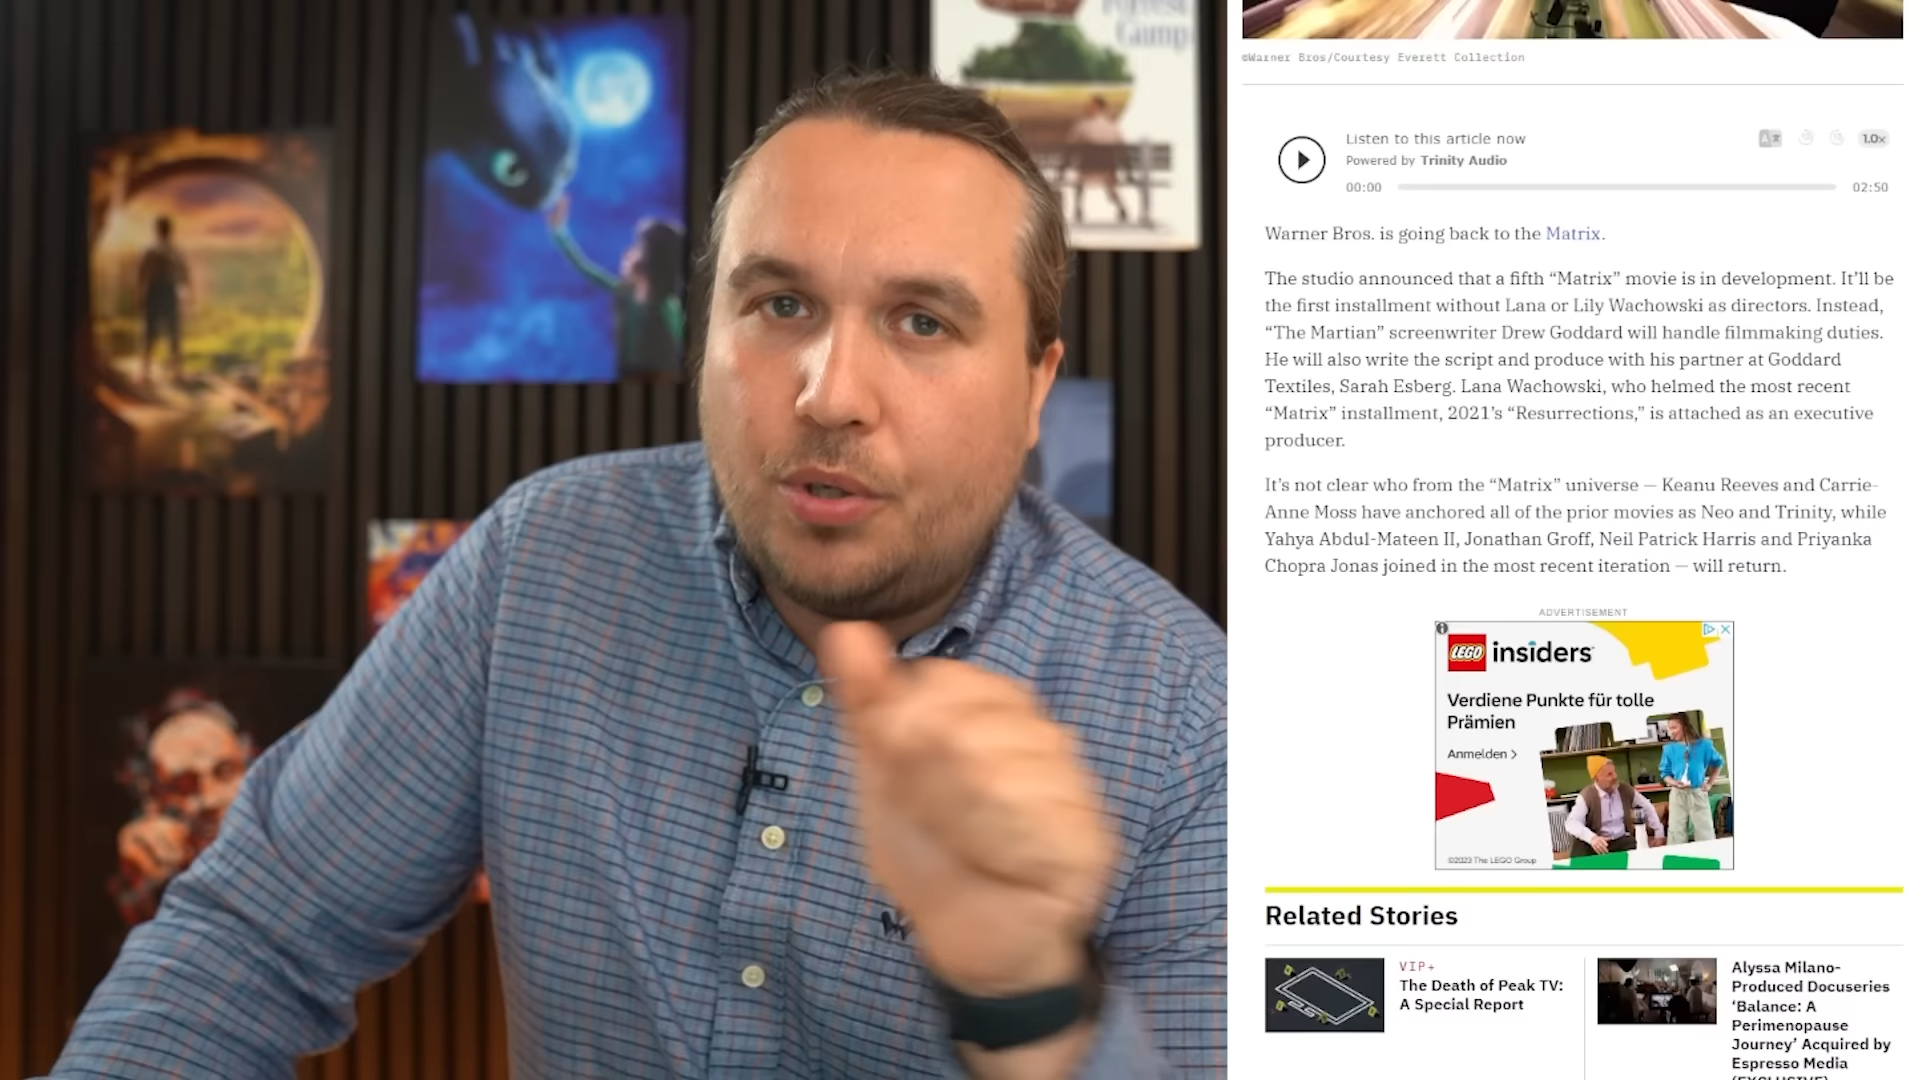 Forrest
Gump
©Warner Bros/Courtesy Everett Collection
Listen to this article now
1.0x
Powered by Trinity Audio
00:00
02:50
Warner Bros. is going back to the Matrix.
The studio announced that a fifth “Matrix” movie is in development. It’ll be
the first installment without Lana or Lily Wachowski as directors. Instead,
“The Martian” screenwriter Drew Goddard will handle filmmaking duties.
He will also write the script and produce with his partner at Goddard
Textiles, Sarah Esberg. Lana Wachowski, who helmed the most recent
“Matrix” installment, 2021’s “Resurrections,” is attached as an executive
producer.
It’s not clear who from the “Matrix” universe — Keanu Reeves and Carrie-
Anne Moss have anchored all of the prior movies as Neo and Trinity, while
Yahya Abdul-Mateen II, Jonathan Groff, Neil Patrick Harris and Priyanka
Chopra Jonas joined in the most recent iteration — will return.
ADVERTISEMENT
LEGO insiders
Verdiene Punkte für tolle
Prämien
Anmelden >
©2023 The LEGO Group
Related Stories
VIP+
The Death of Peak TV:
A Special Report
Alyssa Milano-
Produced Docuseries
‘Balance: A
Perimenopause
Journey’ Acquired by
Espresso Media
(EXCLUSIVE)